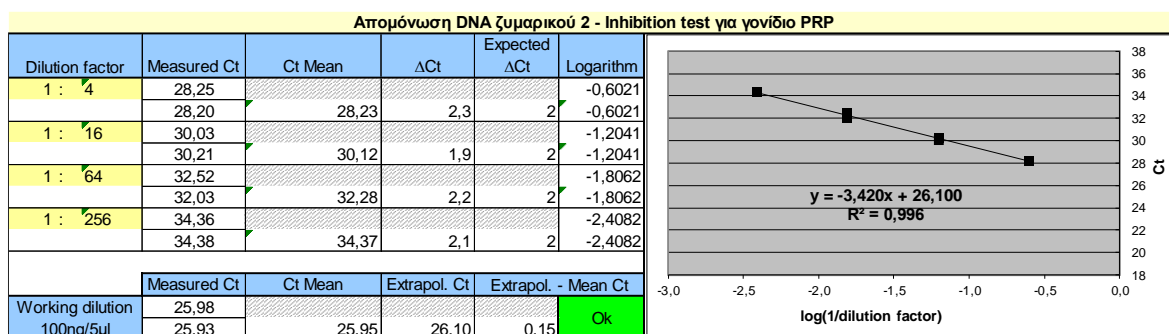 Απομόνωση DNA ζυμαρικού 2 - Inhibition test για γονίδιο PRP
Dilution factor Measured Ct Ct Mean ΔCt Expected ΔCt Logarithm
1 : 4 28,25 -0,6021
28,20 28,23 2,3 2 -0,6021
1 : 16 30,03 -1,2041
30,21 30,12 1,9 2 -1,2041
1 : 64 32,52 -1,8062
32,03 32,28 2,2 2 -1,8062
1 : 256 34,36 -2,4082
34,38 34,37 2,1 2 -2,4082
Measured Ct Ct Mean Extrapol. Ct Extrapol. - Mean Ct
Working dilution 25,98
100ng/5μl 25,93 25,95 26,10 0,15 Ok
38
36
34
32
30
28
26
24
22
20
18
Ct
y = -3,420x + 26,100
R² = 0,996
-3,0 -2,5 -2,0 -1,5 -1,0 -0,5 0,0
log(1/dilution factor)